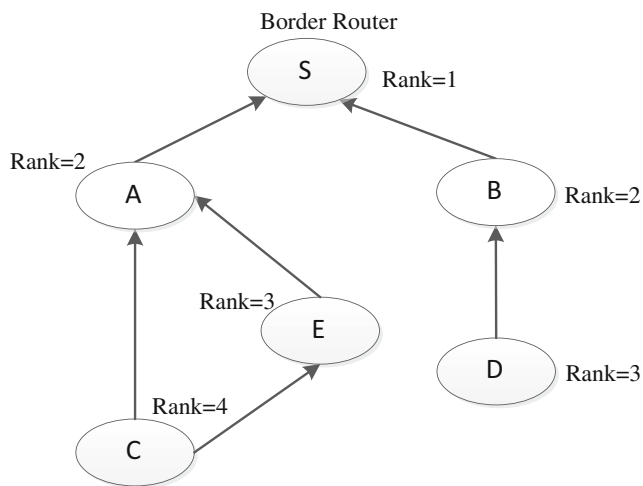 Border Router
S
Rank=1
Rank=2
A
B
Rank=2
Rank=3
E
D
Rank=3
Rank=4
C